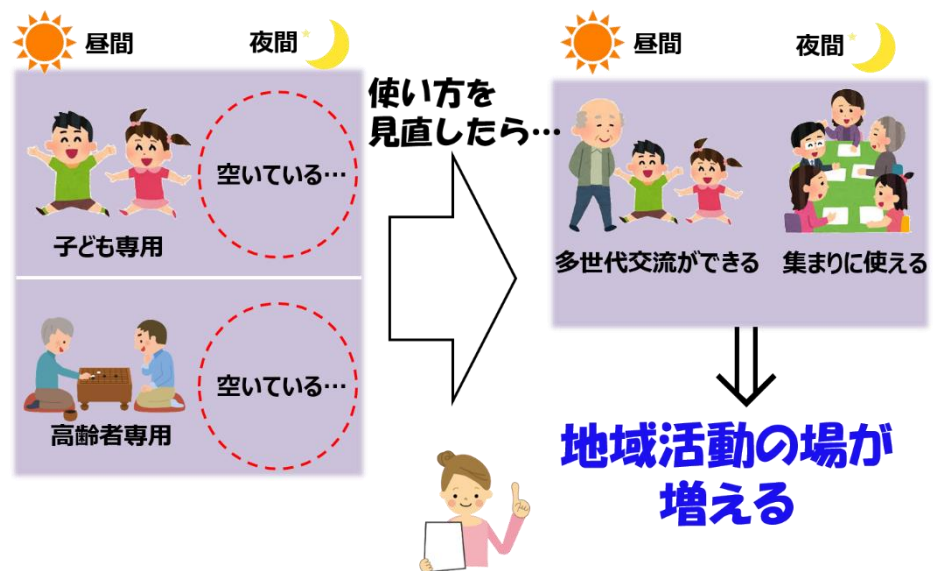 昼間
夜間
空いている…
子ども専用
空いている…
高齢者専用
使い方を
見直したら…
昼間
夜間
多世代交流ができる
集まりに使える
地域活動の場が
増える